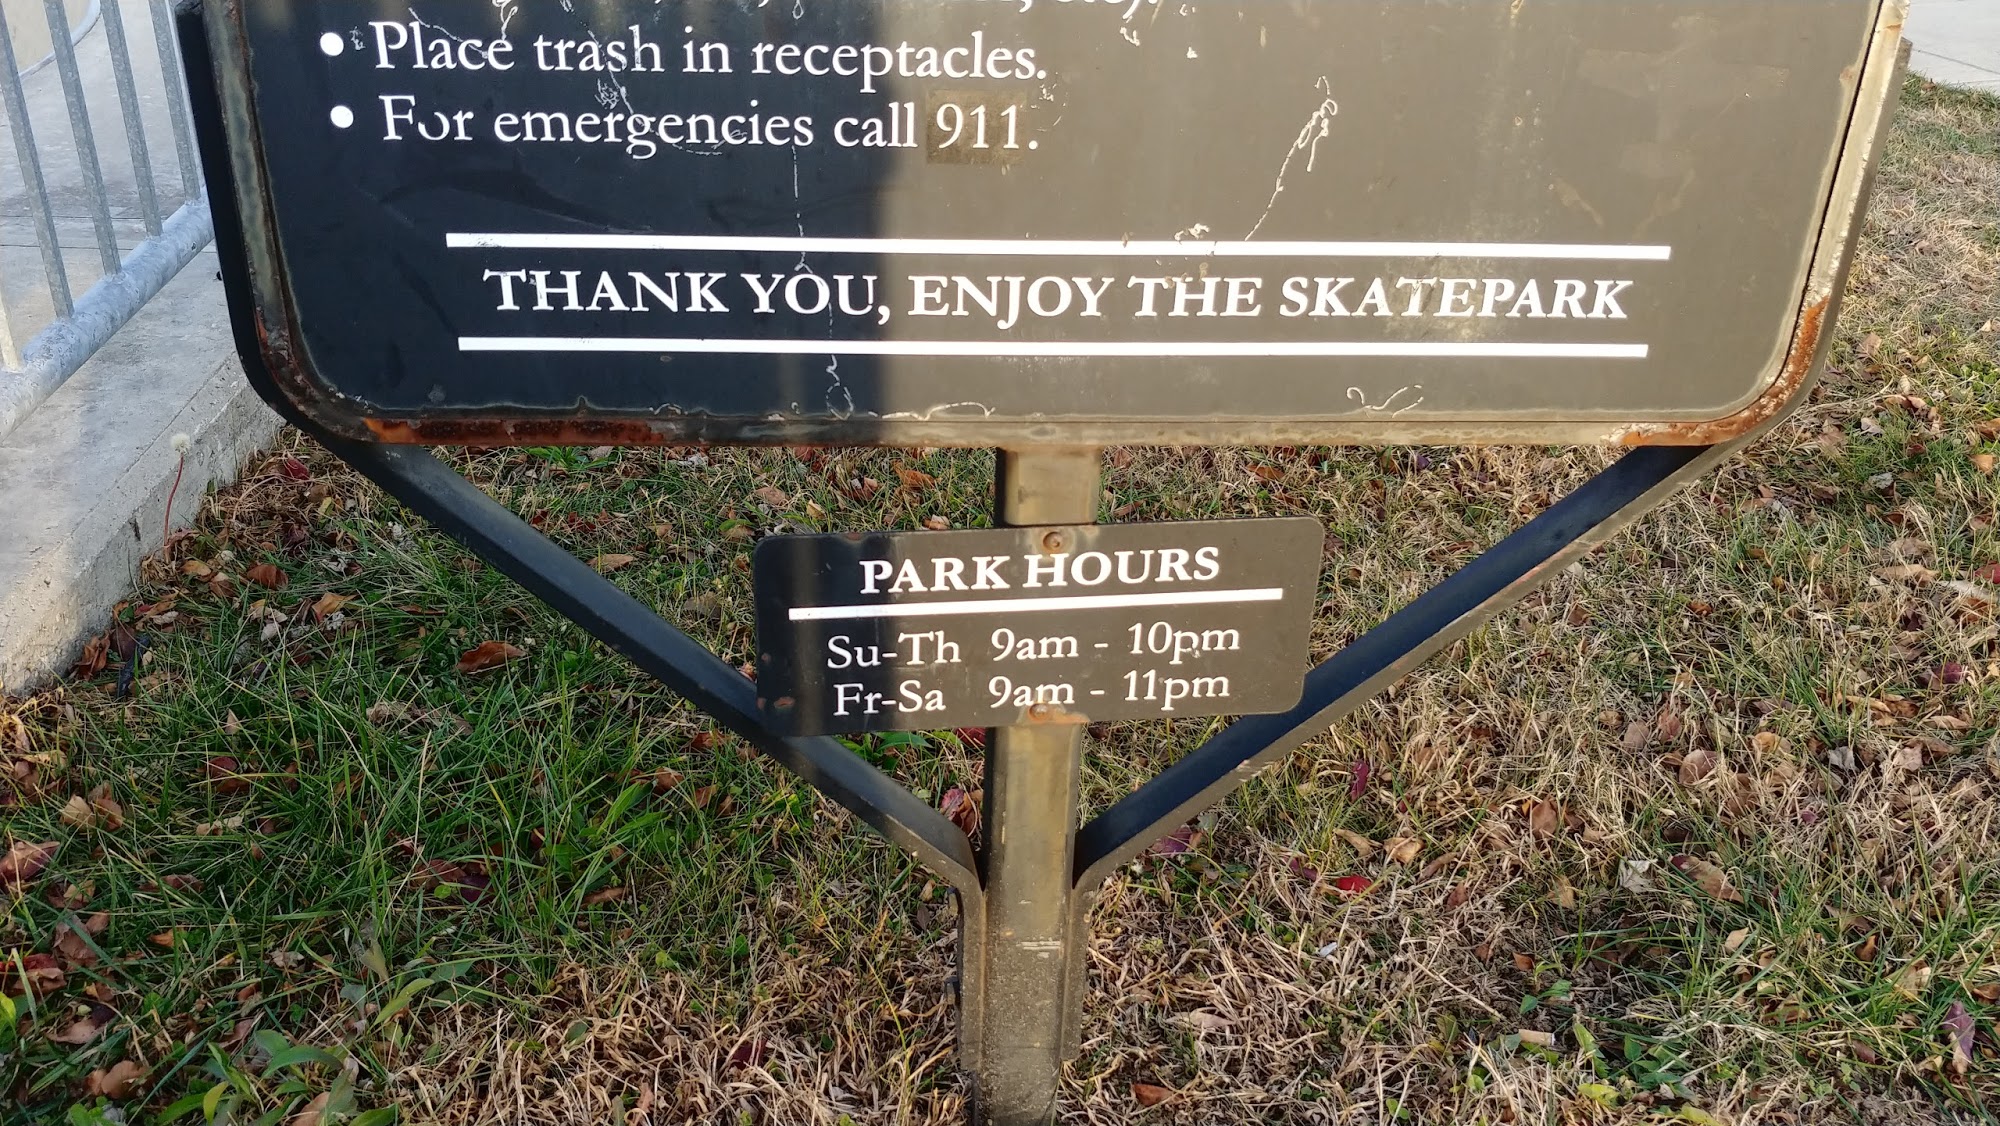 • Place trash in receptacles.
• For emergencies call 911.
THANK YOU, ENJOY THE SKATEPARK
PARK HOURS
Su-Th 9am - 10pm
Fr-Sa 9am - 11pm